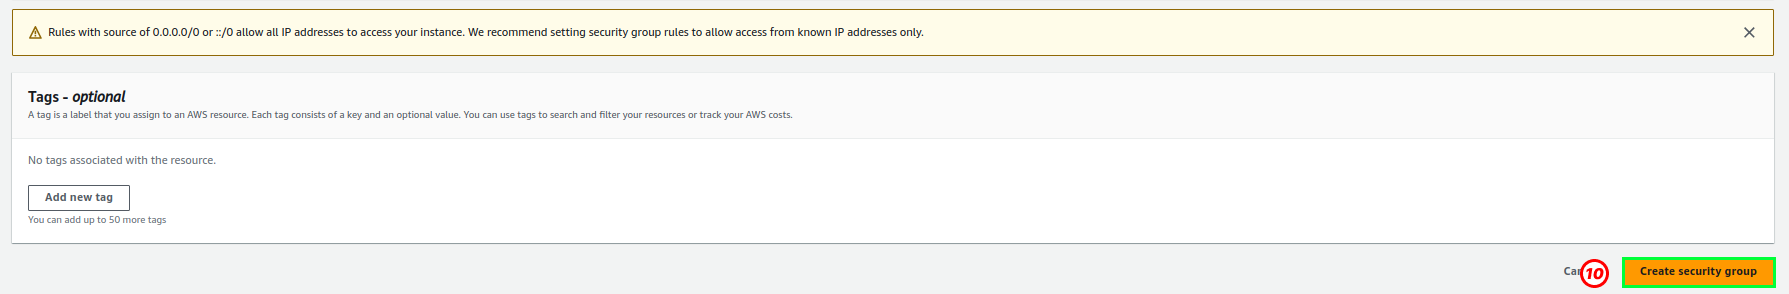 Rules with source of 0.0.0.0/0 or ::/0 allow all IP addresses to access your instance. We recommend setting security group rules to allow access from known IP addresses only.
Tags - optional
A tag is a label that you assign to an AWS resource. Each tag consists of a key and an optional value. You can use tags to search and filter your resources or track your AWS costs.
No tags associated with the resource.
Add new tag
You can add up to 50 more tags
10 Create security group